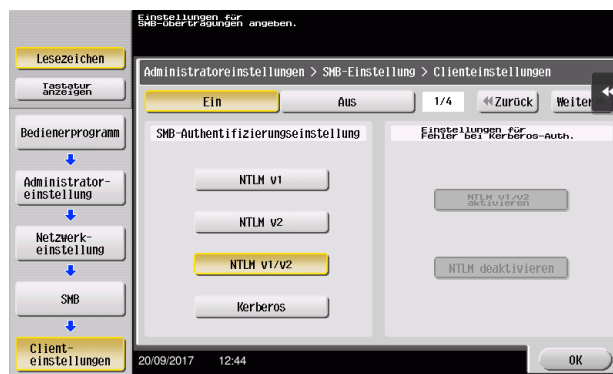 Einstellungen für
SMB-Übertragungen angeben.
Lesezeichen
Tastatur
anzeigen
Administratoreinstellungen > SMB-Einstellung > Clienteinstellungen
Ein
Aus
1/4
Zurück
Bedienerprogramm
SMB-Authentifizierungseinstellung
Einstellungen für
Fehler bei Kerberos-Auth.
NTLM v1
NTLM v1/v2
aktivieren
Administrator-
einstellung
NTLM v2
Netzwerk-
einstellung
NTLM v1/v2
NTLM deaktivieren
SMB
Kerberos
Client-
einstellungen
20/09/2017 12:44
OK